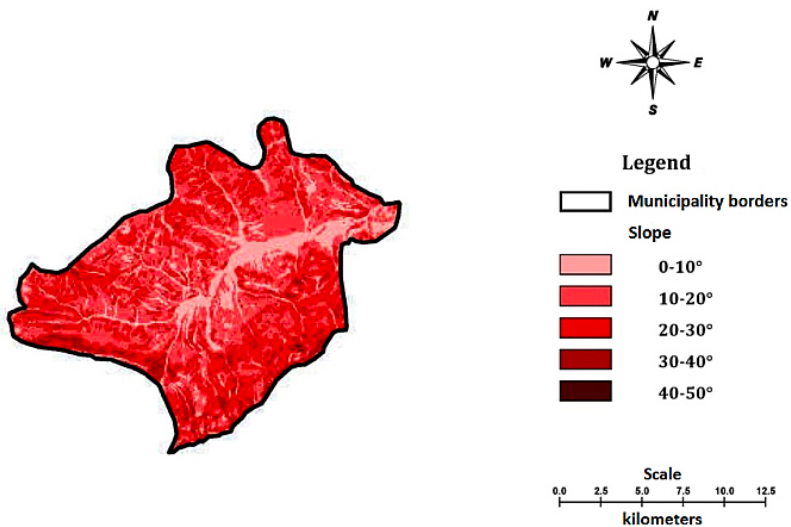 N
W E
S
Legend
Municipality borders
Slope
0-10°
10-20°
20-30°
30-40°
40-50°
Scale
0.0 2.5 5.0 7.5 10.0 12.5
kilometers